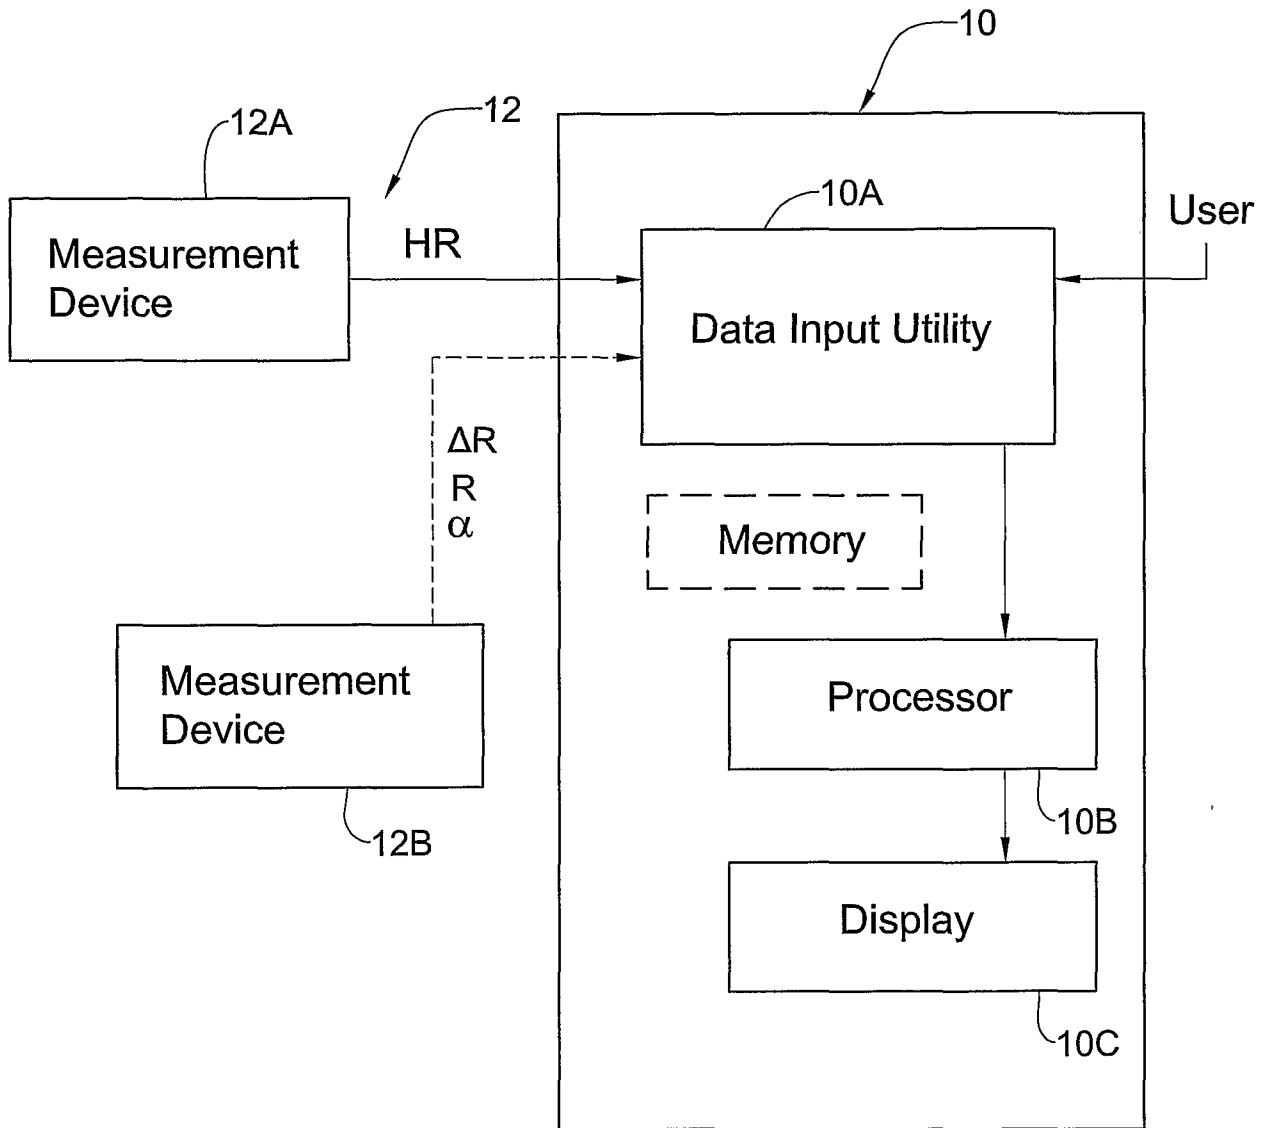 10
12
12A
10A
User
Measurement
Device
HR
Data Input Utility
ΔR
R
α
Memory
Measurement
Device
Processor
10B
12B
Display
10C